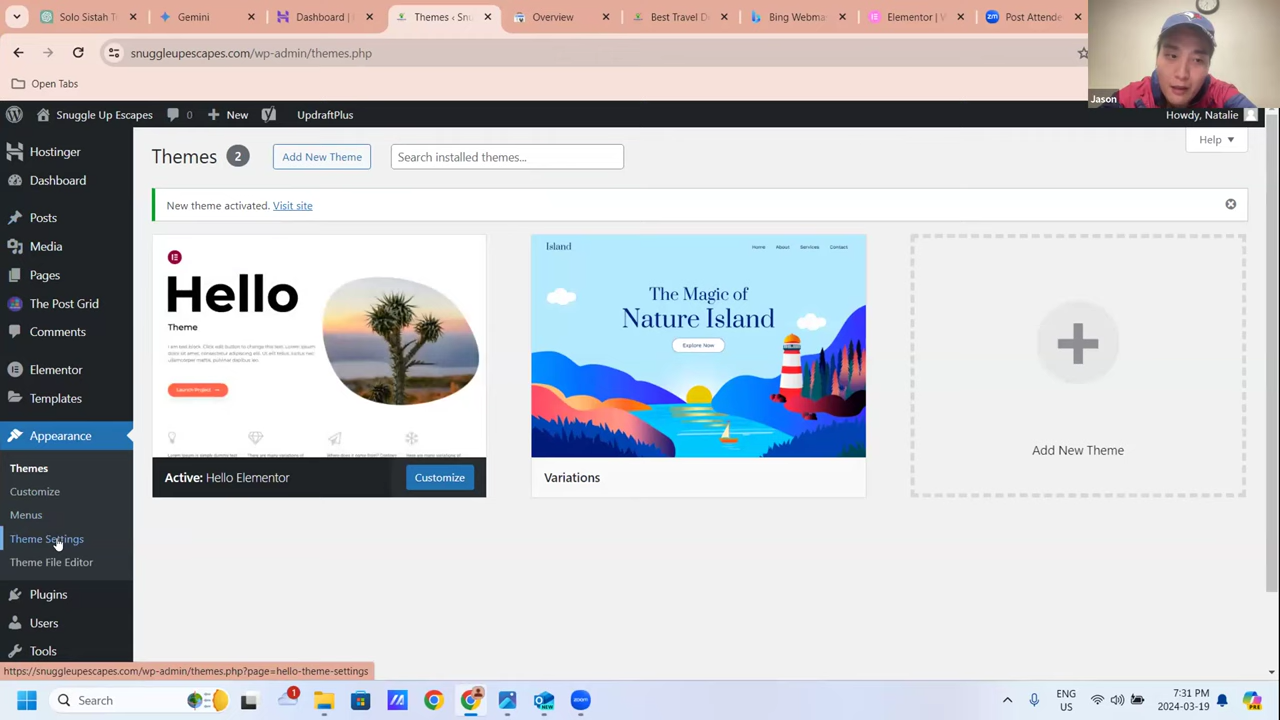 Solo Sistah T
Gemini
Dashboard |
Themes ‹ Snu
Overview
Best Travel De
Bing Webma
Elementor | W
Post Attende
snuggleupescapes.com/wp-admin/themes.php
Open Tabs
Jason
Snuggle Up Escapes
0
New
UpdraftPlus
Howdy, Natalie
Hostinger
Dashboard
Posts
Media
Pages
The Post Grid
Comments
Elementor
Templates
Appearance
Themes
Customize
Menus
Theme Settings
Theme File Editor
Plugins
Users
Tools
Themes 2
Add New Theme
Search installed themes...
Help
New theme activated. Visit site
Hello
Theme
Launch Project →
Active: Hello Elementor
Customize
Island
Home About Services Contact
The Magic of
Nature Island
Explore Now
Variations
Add New Theme
https://snuggleupescapes.com/wp-admin/themes.php?page=hello-theme-settings
Search
1
ENG
US
7:31 PM
2024-03-19